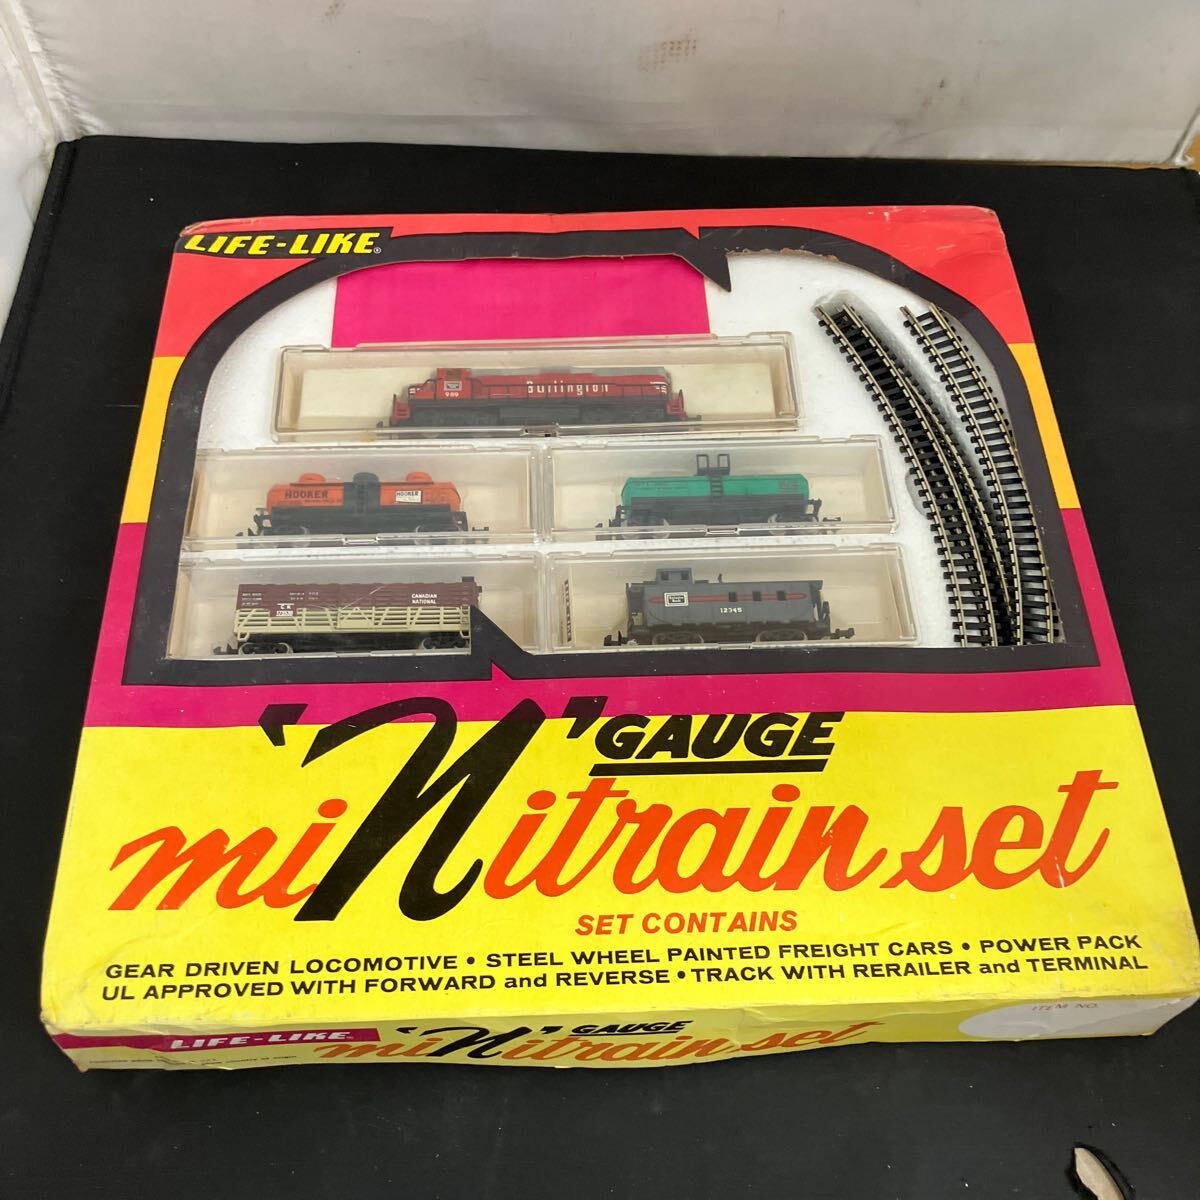 LIFE-LIKE®
Burlington
989
HOOKER
HOOKER
CANADIAN
NATIONAL
C N
172530
12345
'N' GAUGE
miNitrain set
SET CONTAINS
GEAR DRIVEN LOCOMOTIVE • STEEL WHEEL PAINTED FREIGHT CARS • POWER PACK
UL APPROVED WITH FORWARD and REVERSE • TRACK WITH RERAILER and TERMINAL
ITEM NO.
LIFE-LIKE
'N' GAUGE
miNitrain set